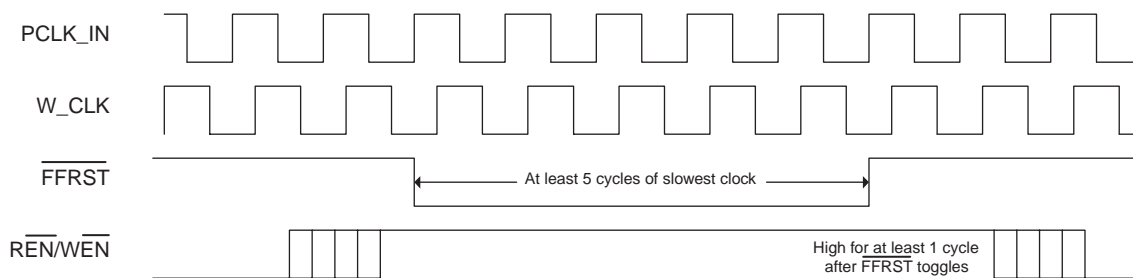 PCLK_IN
W_CLK
FFRST
At least 5 cycles of slowest clock
REN/WEN
High for at least 1 cycle
after FFRST toggles